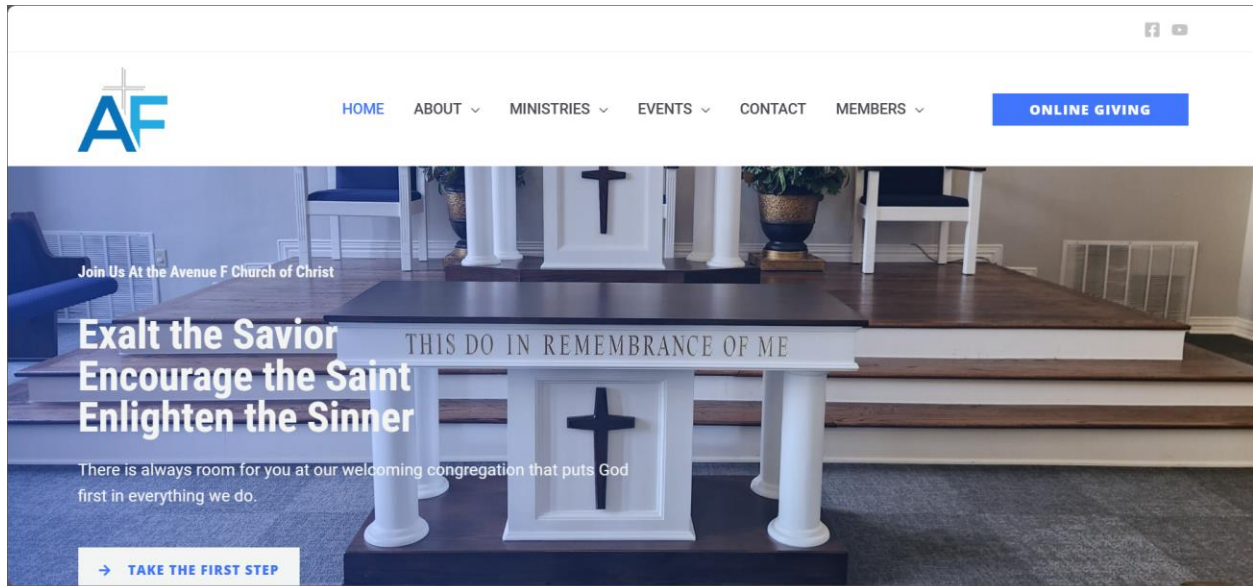 AF
HOME ABOUT MINISTRIES EVENTS CONTACT MEMBERS ONLINE GIVING
Join Us At the Avenue F Church of Christ
Exalt the Savior
Encourage the Saint
Enlighten the Sinner
THIS DO IN REMEMBRANCE OF ME
There is always room for you at our welcoming congregation that puts God
first in everything we do.
TAKE THE FIRST STEP